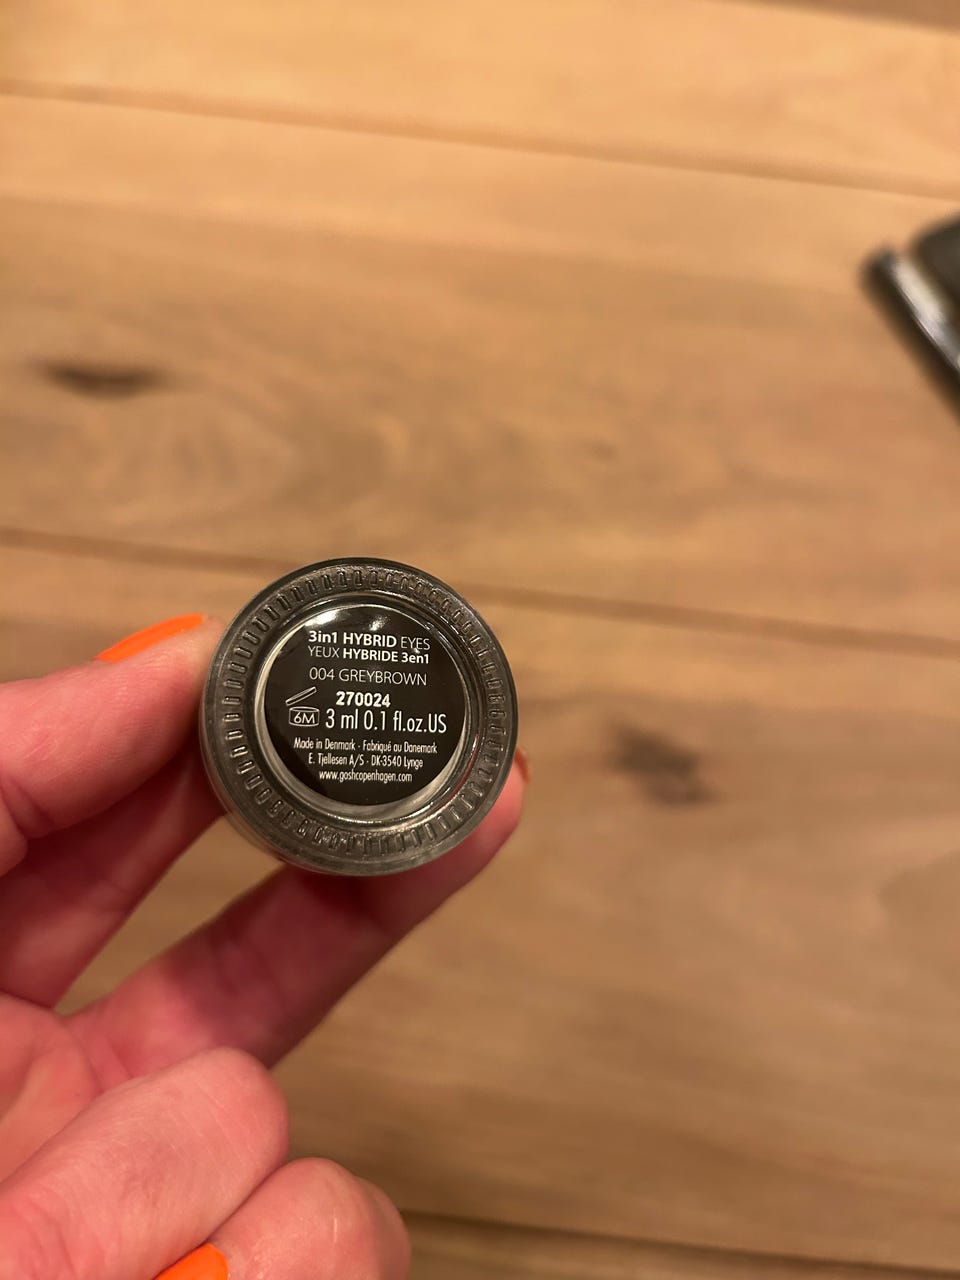 3in1 HYBRID EYES
YEUX HYBRIDE 3en1
004 GREYBROWN
270024
6M 3 ml 0.1 fl.oz.US
Made in Denmark · Fabriqué au Danemark
E. Tjellesen A/S · DK-3540 Lynge
www.goshcopenhagen.com